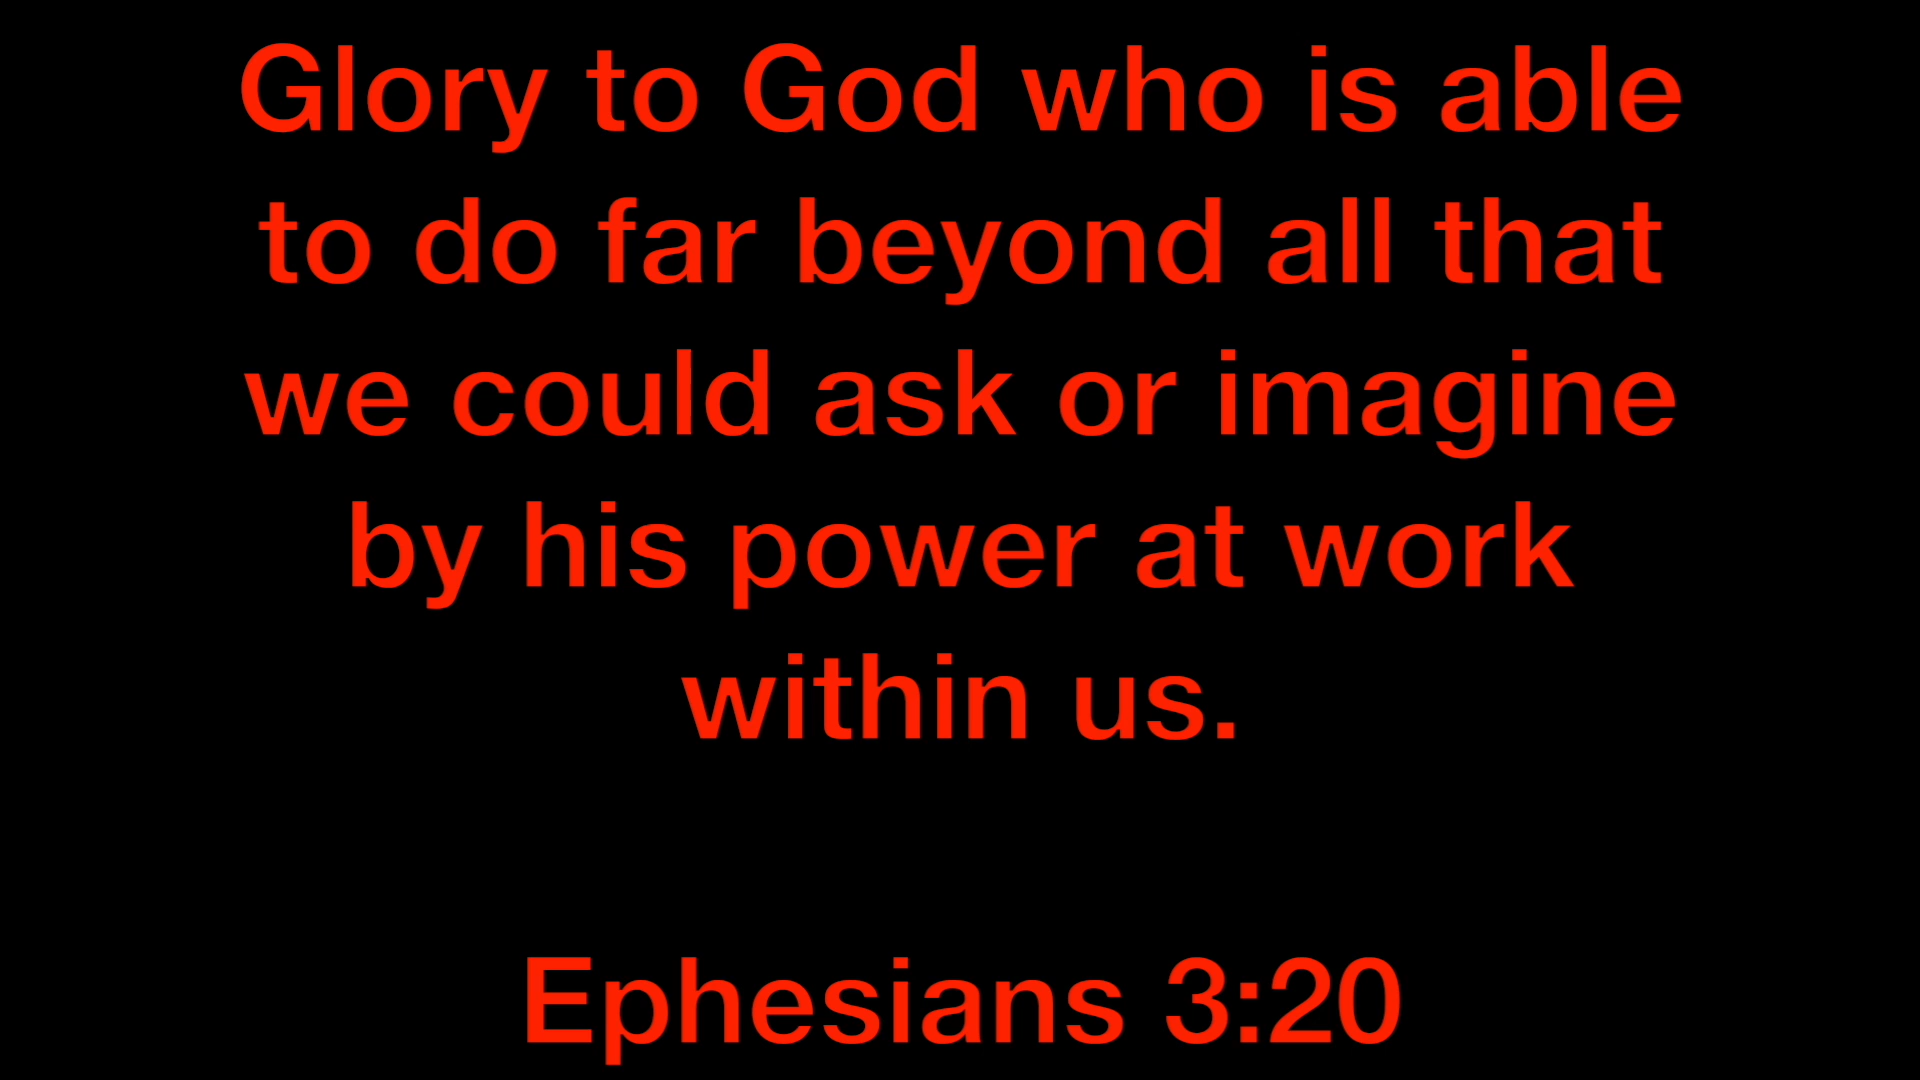 Glory to God who is able
to do far beyond all that
we could ask or imagine
by his power at work
within us.
Ephesians 3:20